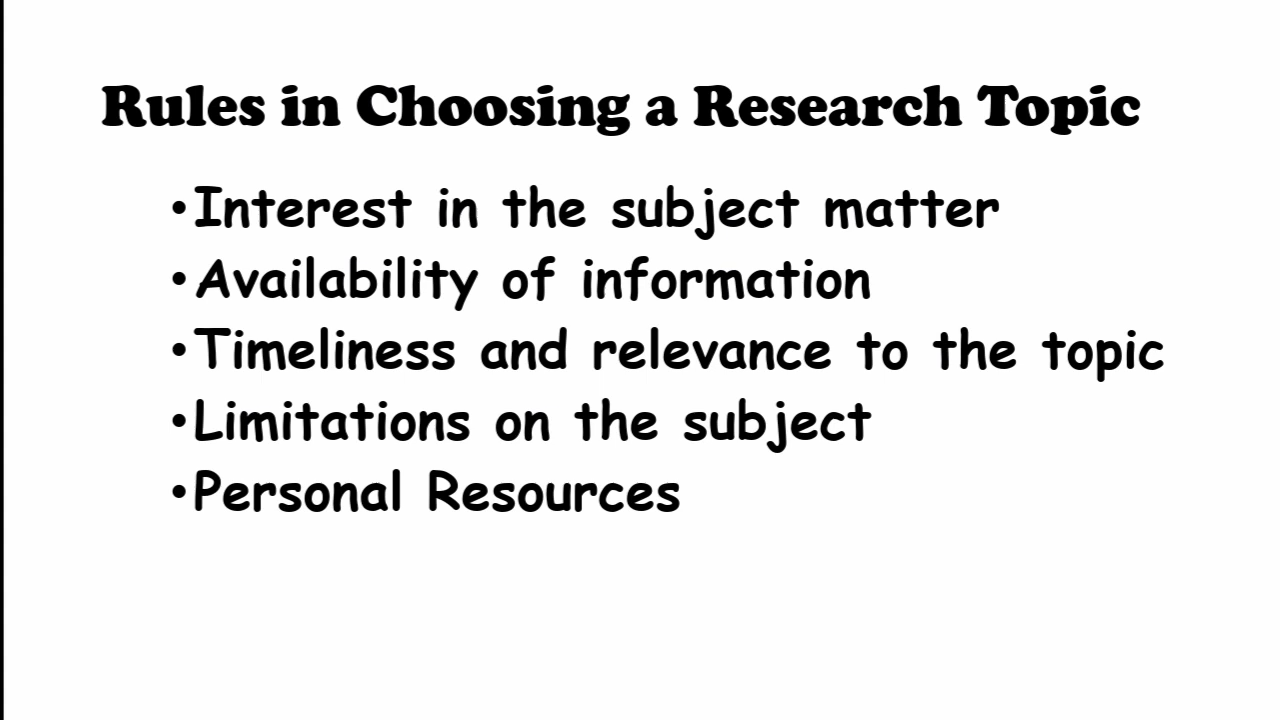 Rules in Choosing a Research Topic
•Interest in the subject matter
•Availability of information
•Timeliness and relevance to the topic
•Limitations on the subject
•Personal Resources